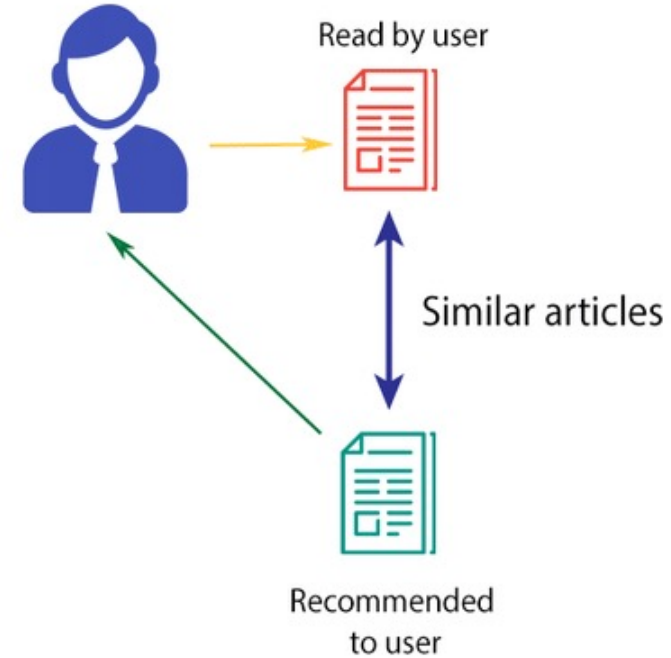 Read by user
Similar articles
Recommended
to user